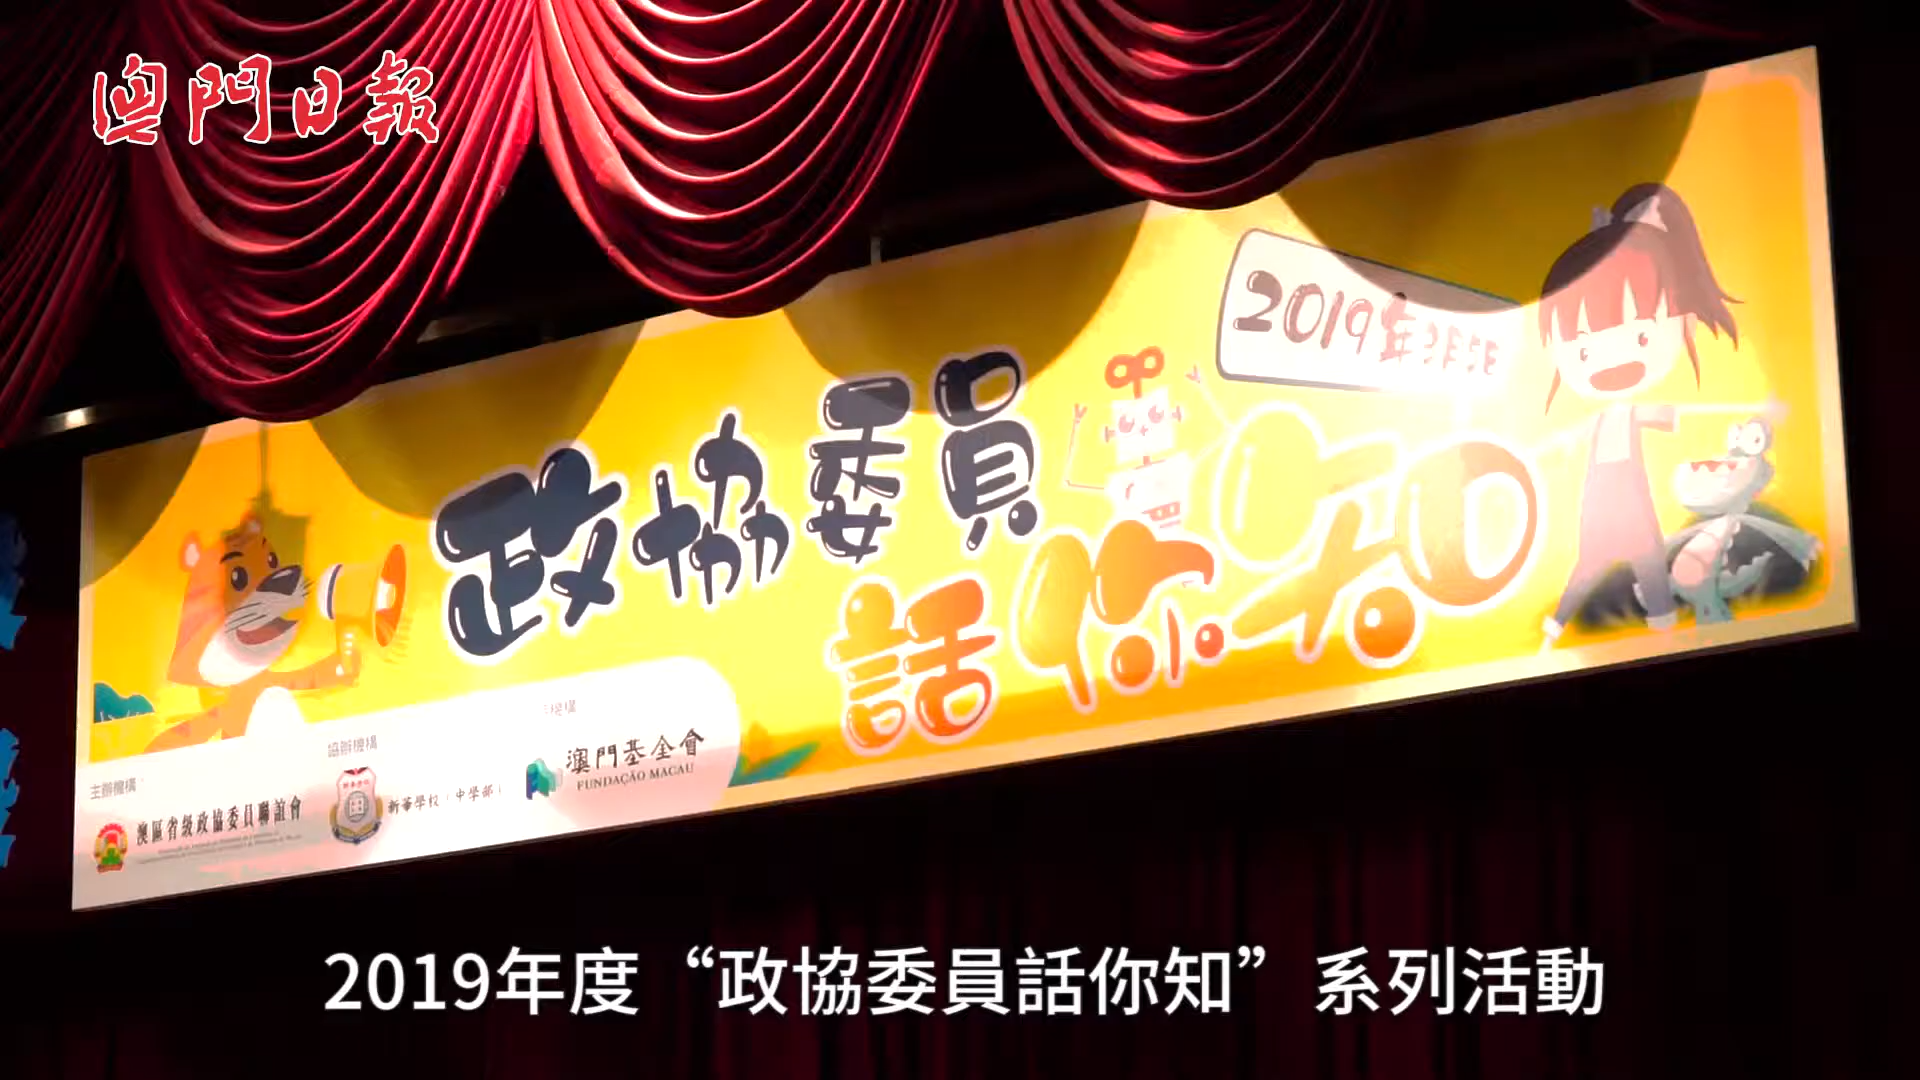 澳門日報
2019年
政協委員
話你知
主辦機構：
澳區省級政協委員聯誼會
協辦機構
新華學校（中學部）
機構
澳門基金會
FUNDAÇÃO MACAU
2019年度“政協委員話你知”系列活動